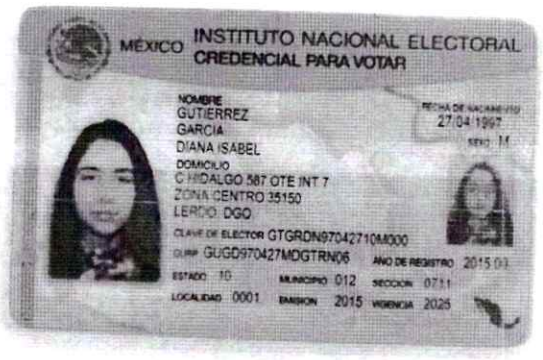 MÉXICO INSTITUTO NACIONAL ELECTORAL
CREDENCIAL PARA VOTAR
NOMBRE
GUTIERREZ
GARCIA
DIANA ISABEL
FECHA DE NACIMIENTO
27/04/1997
SEXO M
DOMICILIO
C HIDALGO 587 OTE INT 7
ZONA CENTRO 35150
LERDO, DGO.
CLAVE DE ELECTOR GTGRDN97042710M000
CURP GUGD970427MDGTRN06 AÑO DE REGISTRO 2015 03
ESTADO 10 MUNICIPIO 012 SECCION 0711
LOCALIDAD 0001 EMISION 2015 VIGENCIA 2025